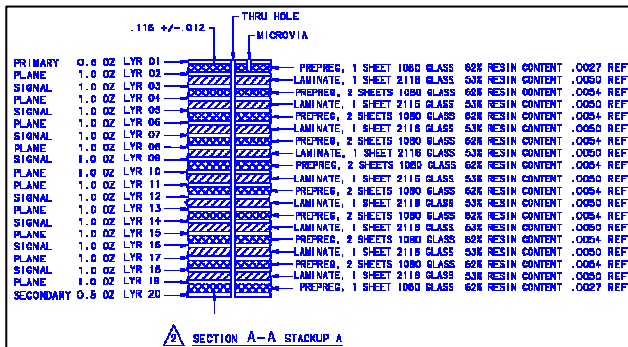 THRU HOLE
.116 +/-.012
MICROVIA
PRIMARY 0.5 OZ LYR 01
PLANE 1.0 OZ LYR 02
SIGNAL 1.0 OZ LYR 03
PLANE 1.0 OZ LYR 04
SIGNAL 1.0 OZ LYR 05
PLANE 1.0 OZ LYR 06
SIGNAL 1.0 OZ LYR 07
PLANE 1.0 OZ LYR 08
SIGNAL 1.0 OZ LYR 09
PLANE 1.0 OZ LYR 10
PLANE 1.0 OZ LYR 11
SIGNAL 1.0 OZ LYR 12
PLANE 1.0 OZ LYR 13
SIGNAL 1.0 OZ LYR 14
PLANE 1.0 OZ LYR 15
SIGNAL 1.0 OZ LYR 16
PLANE 1.0 OZ LYR 17
SIGNAL 1.0 OZ LYR 18
PLANE 1.0 OZ LYR 19
SECONDARY 0.5 OZ LYR 20
PREPREG, 1 SHEET 1080 GLASS 62% RESIN CONTENT .0027 REF
LAMINATE, 1 SHEET 2116 GLASS 53% RESIN CONTENT .0050 REF
PREPREG, 2 SHEETS 1080 GLASS 62% RESIN CONTENT .0054 REF
LAMINATE, 1 SHEET 2116 GLASS 53% RESIN CONTENT .0050 REF
PREPREG, 2 SHEETS 1080 GLASS 62% RESIN CONTENT .0054 REF
LAMINATE, 1 SHEET 2116 GLASS 53% RESIN CONTENT .0050 REF
PREPREG, 2 SHEETS 1080 GLASS 62% RESIN CONTENT .0054 REF
LAMINATE, 1 SHEET 2116 GLASS 53% RESIN CONTENT .0050 REF
PREPREG, 2 SHEETS 1080 GLASS 62% RESIN CONTENT .0054 REF
LAMINATE, 1 SHEET 2116 GLASS 53% RESIN CONTENT .0050 REF
PREPREG, 2 SHEETS 1080 GLASS 62% RESIN CONTENT .0054 REF
LAMINATE, 1 SHEET 2116 GLASS 53% RESIN CONTENT .0050 REF
PREPREG, 2 SHEETS 1080 GLASS 62% RESIN CONTENT .0054 REF
LAMINATE, 1 SHEET 2116 GLASS 53% RESIN CONTENT .0050 REF
PREPREG, 2 SHEETS 1080 GLASS 62% RESIN CONTENT .0054 REF
LAMINATE, 1 SHEET 2116 GLASS 53% RESIN CONTENT .0050 REF
PREPREG, 2 SHEETS 1080 GLASS 62% RESIN CONTENT .0054 REF
LAMINATE, 1 SHEET 2116 GLASS 53% RESIN CONTENT .0050 REF
PREPREG, 1 SHEET 1080 GLASS 62% RESIN CONTENT .0027 REF
2 SECTION A-A STACKUP A